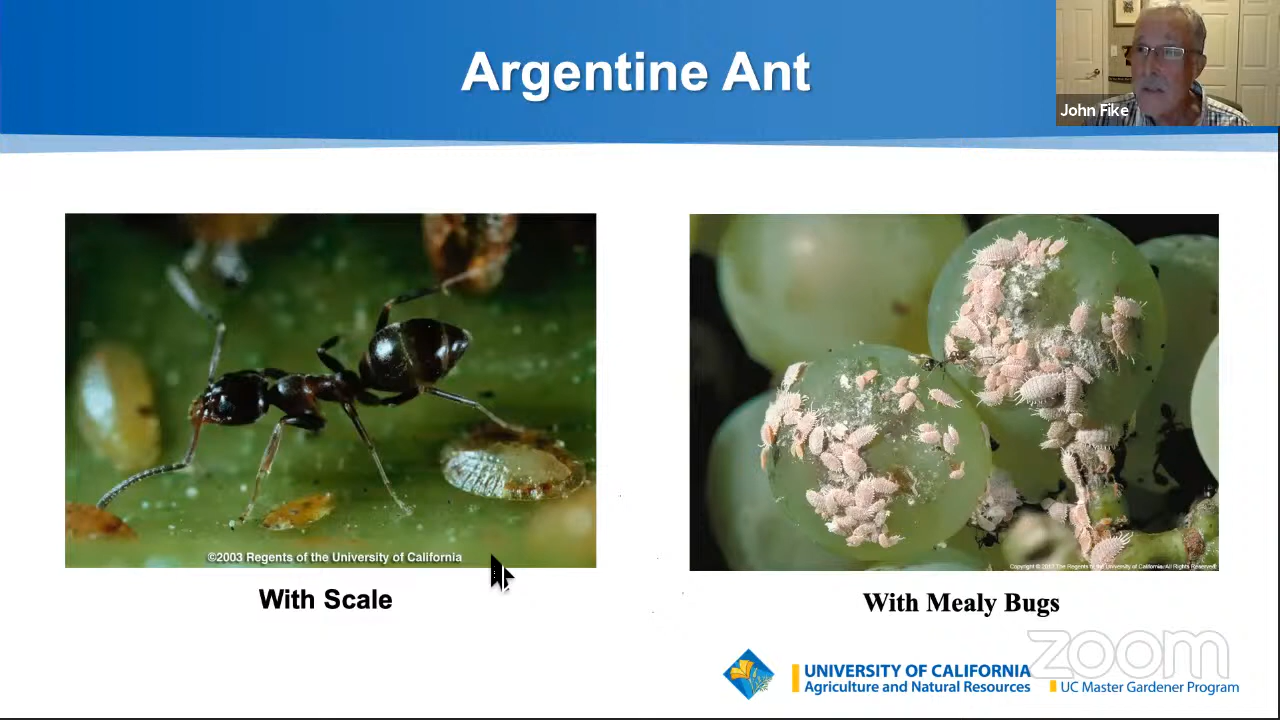 Argentine Ant
John Fike
©2003 Regents of the University of California
With Scale
With Mealy Bugs
zoom
UNIVERSITY OF CALIFORNIA
Agriculture and Natural Resources
UC Master Gardener Program